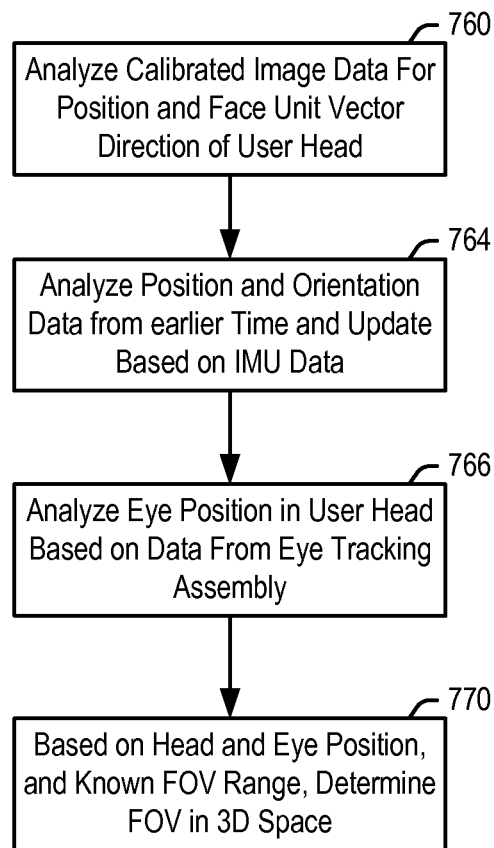 760
Analyze Calibrated Image Data For
Position and Face Unit Vector
Direction of User Head
764
Analyze Position and Orientation
Data from earlier Time and Update
Based on IMU Data
766
Analyze Eye Position in User Head
Based on Data From Eye Tracking
Assembly
770
Based on Head and Eye Position,
and Known FOV Range, Determine
FOV in 3D Space